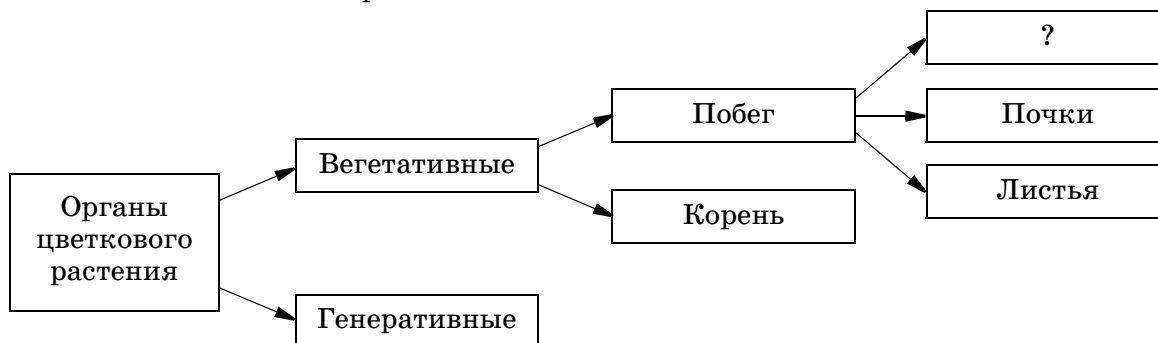 ?
Побег
Почки
Вегетативные
Листья
Органы
цветкового
растения
Корень
Генеративные